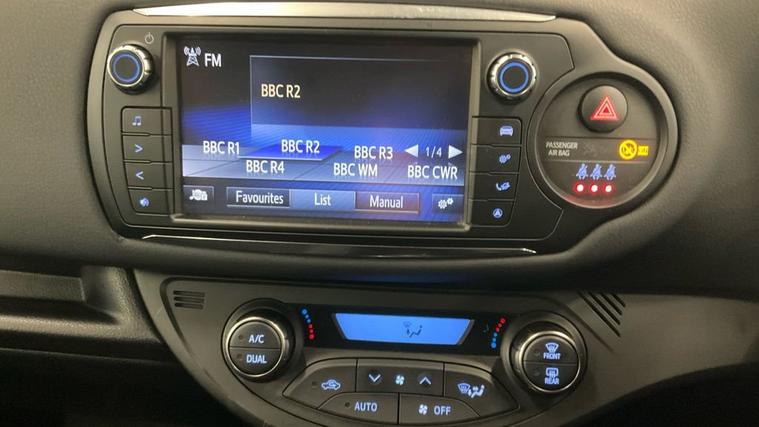 FM
BBC R2
BBC R1 BBC R2 BBC R3 1/4
BBC R4 BBC WM BBC CWR
Favourites List Manual
PASSENGER
AIR BAG
A/C
DUAL
AUTO
OFF
FRONT
REAR